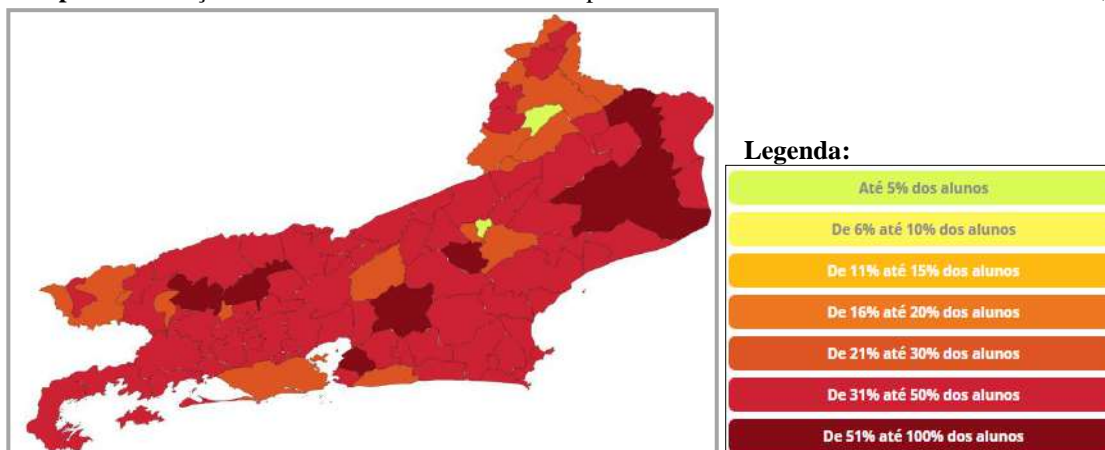 Legenda:
Até 5% dos alunos
De 6% até 10% dos alunos
De 11% até 15% dos alunos
De 16% até 20% dos alunos
De 21% até 30% dos alunos
De 31% até 50% dos alunos
De 51% até 100% dos alunos